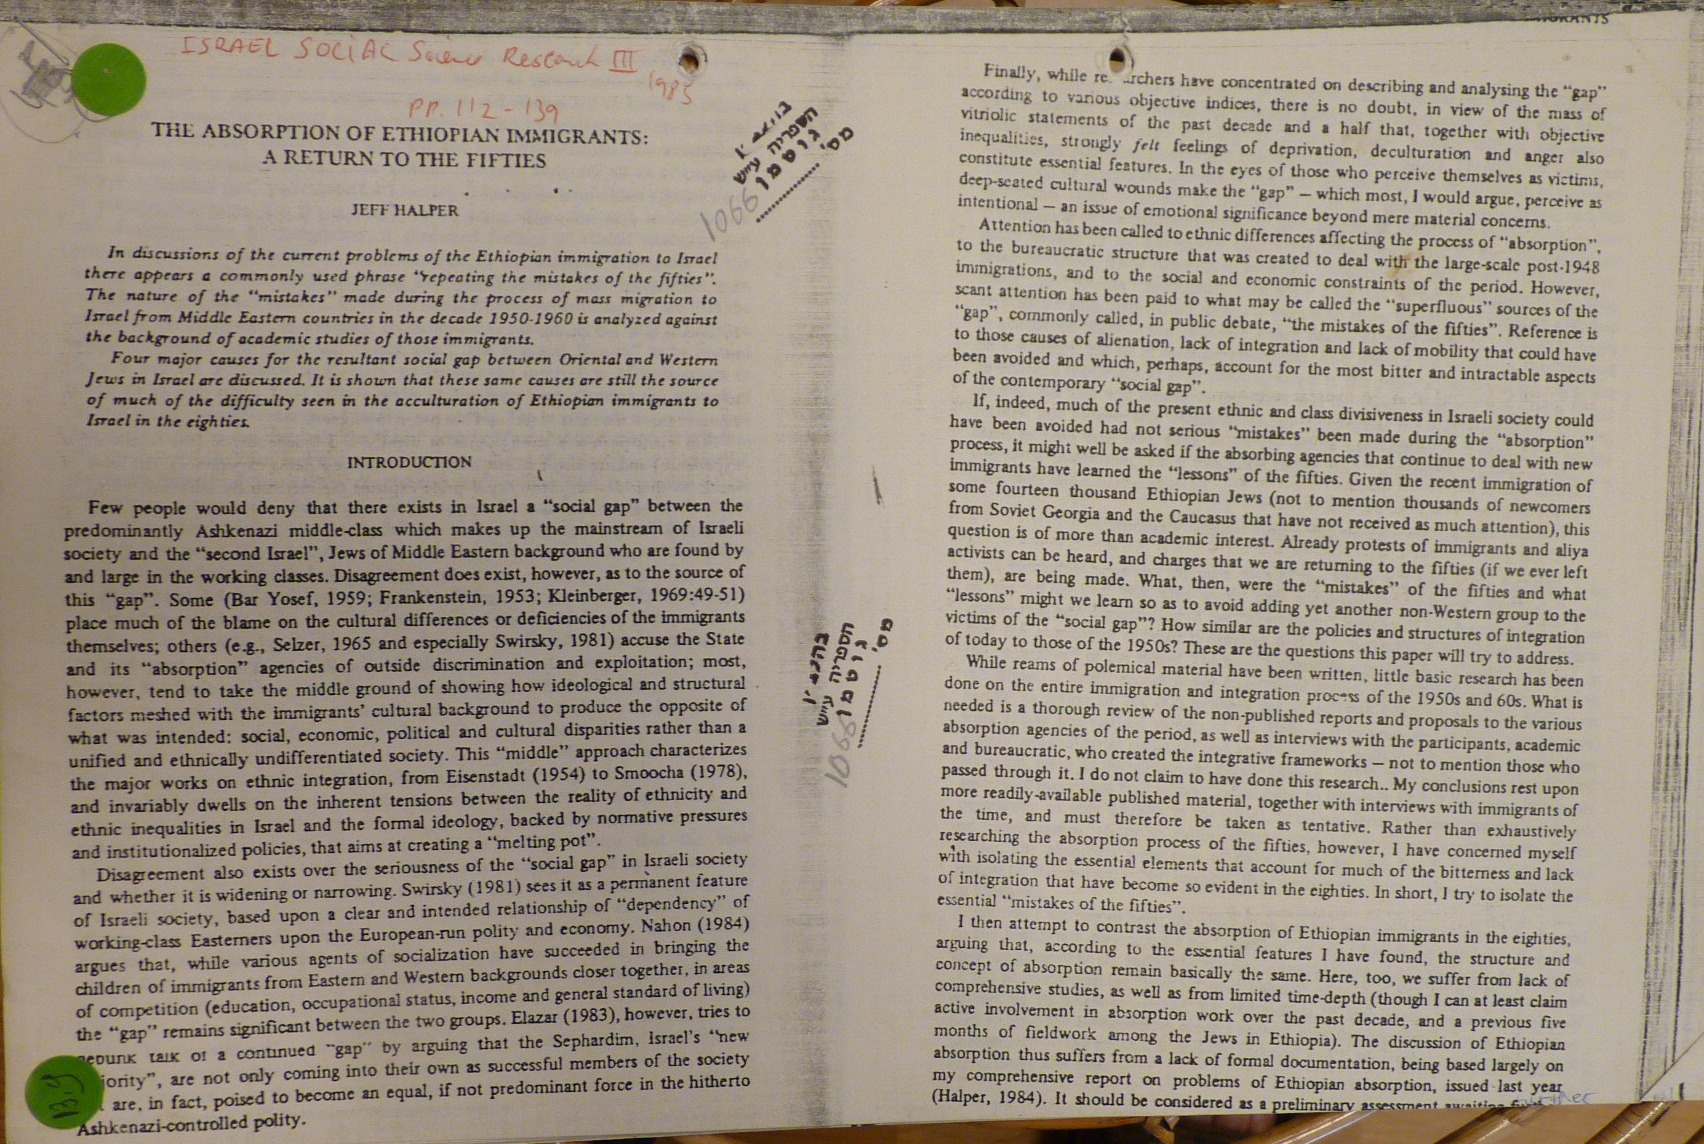 ISRAEL SOCIAL Science Research III
1985
PP. 112-139
THE ABSORPTION OF ETHIOPIAN IMMIGRANTS:
A RETURN TO THE FIFTIES
JEFF HALPER
In discussions of the current problems of the Ethiopian immigration to Israel
there appears a commonly used phrase "repeating the mistakes of the fifties".
The nature of the "mistakes" made during the process of mass migration to
Israel from Middle Eastern countries in the decade 1950-1960 is analyzed against
the background of academic studies of those immigrants.
Four major causes for the resultant social gap between Oriental and Western
Jews in Israel are discussed. It is shown that these same causes are still the source
of much of the difficulty seen in the acculturation of Ethiopian immigrants to
Israel in the eighties.
INTRODUCTION
Few people would deny that there exists in Israel a "social gap" between the
predominantly Ashkenazi middle-class which makes up the mainstream of Israeli
society and the "second Israel", Jews of Middle Eastern background who are found by
and large in the working classes. Disagreement does exist, however, as to the source of
this "gap". Some (Bar Yosef, 1959; Frankenstein, 1953; Kleinberger, 1969:49-51)
place much of the blame on the cultural differences or deficiencies of the immigrants
themselves; others (e.g., Selzer, 1965 and especially Swirsky, 1981) accuse the State
and its "absorption" agencies of outside discrimination and exploitation; most,
however, tend to take the middle ground of showing how ideological and structural
factors meshed with the immigrants' cultural background to produce the opposite of
what was intended: social, economic, political and cultural disparities rather than a
unified and ethnically undifferentiated society. This "middle" approach characterizes
the major works on ethnic integration, from Eisenstadt (1954) to Smoocha (1978),
and invariably dwells on the inherent tensions between the reality of ethnicity and
ethnic inequalities in Israel and the formal ideology, backed by normative pressures
and institutionalized policies, that aims at creating a "melting pot".
Disagreement also exists over the seriousness of the "social gap" in Israeli society
and whether it is widening or narrowing. Swirsky (1981) sees it as a permanent feature
of Israeli society, based upon a clear and intended relationship of "dependency" of
working-class Easterners upon the European-run polity and economy. Nahon (1984)
argues that, while various agents of socialization have succeeded in bringing the
children of immigrants from Eastern and Western backgrounds closer together, in areas
of competition (education, occupational status, income and general standard of living)
the "gap" remains significant between the two groups. Elazar (1983), however, tries to
talk of a continued "gap" by arguing that the Sephardim, Israel's "new
jority", are not only coming into their own as successful members of the society
are, in fact, poised to become an equal, if not predominant force in the hitherto
Ashkenazi-controlled polity.
13.9
הספריה ע״ש
גוטמן
מס'
1066
הספריה ע״ש
גוטמן
מס'
1066
Finally, while re archers have concentrated on describing and analysing the "gap"
according to various objective indices, there is no doubt, in view of the mass of
vitriolic statements of the past decade and a half that, together with objective
inequalities, strongly felt feelings of deprivation, deculturation and anger also
constitute essential features. In the eyes of those who perceive themselves as victims,
deep-seated cultural wounds make the "gap" – which most, I would argue, perceive as
intentional – an issue of emotional significance beyond mere material concerns.
Attention has been called to ethnic differences affecting the process of "absorption",
to the bureaucratic structure that was created to deal with the large-scale post-1948
immigrations, and to the social and economic constraints of the period. However,
scant attention has been paid to what may be called the "superfluous" sources of the
"gap", commonly called, in public debate, "the mistakes of the fifties". Reference is
to those causes of alienation, lack of integration and lack of mobility that could have
been avoided and which, perhaps, account for the most bitter and intractable aspects
of the contemporary "social gap".
If, indeed, much of the present ethnic and class divisiveness in Israeli society could
have been avoided had not serious "mistakes" been made during the "absorption"
process, it might well be asked if the absorbing agencies that continue to deal with new
immigrants have learned the "lessons" of the fifties. Given the recent immigration of
some fourteen thousand Ethiopian Jews (not to mention thousands of newcomers
from Soviet Georgia and the Caucasus that have not received as much attention), this
question is of more than academic interest. Already protests of immigrants and aliya
activists can be heard, and charges that we are returning to the fifties (if we ever left
them), are being made. What, then, were the "mistakes" of the fifties and what
"lessons" might we learn so as to avoid adding yet another non-Western group to the
victims of the "social gap"? How similar are the policies and structures of integration
of today to those of the 1950s? These are the questions this paper will try to address.
While reams of polemical material have been written, little basic research has been
done on the entire immigration and integration process of the 1950s and 60s. What is
needed is a thorough review of the non-published reports and proposals to the various
absorption agencies of the period, as well as interviews with the participants, academic
and bureaucratic, who created the integrative frameworks – not to mention those who
passed through it. I do not claim to have done this research.. My conclusions rest upon
more readily-available published material, together with interviews with immigrants of
the time, and must therefore be taken as tentative. Rather than exhaustively
researching the absorption process of the fifties, however, I have concerned myself
with isolating the essential elements that account for much of the bitterness and lack
of integration that have become so evident in the eighties. In short, I try to isolate the
essential "mistakes of the fifties".
I then attempt to contrast the absorption of Ethiopian immigrants in the eighties,
arguing that, according to the essential features I have found, the structure and
concept of absorption remain basically the same. Here, too, we suffer from lack of
comprehensive studies, as well as from limited time-depth (though I can at least claim
active involvement in absorption work over the past decade, and a previous five
months of fieldwork among the Jews in Ethiopia). The discussion of Ethiopian
absorption thus suffers from a lack of formal documentation, being based largely on
my comprehensive report on problems of Ethiopian absorption, issued last year
(Halper, 1984). It should be considered as a preliminary assessment awaiting further